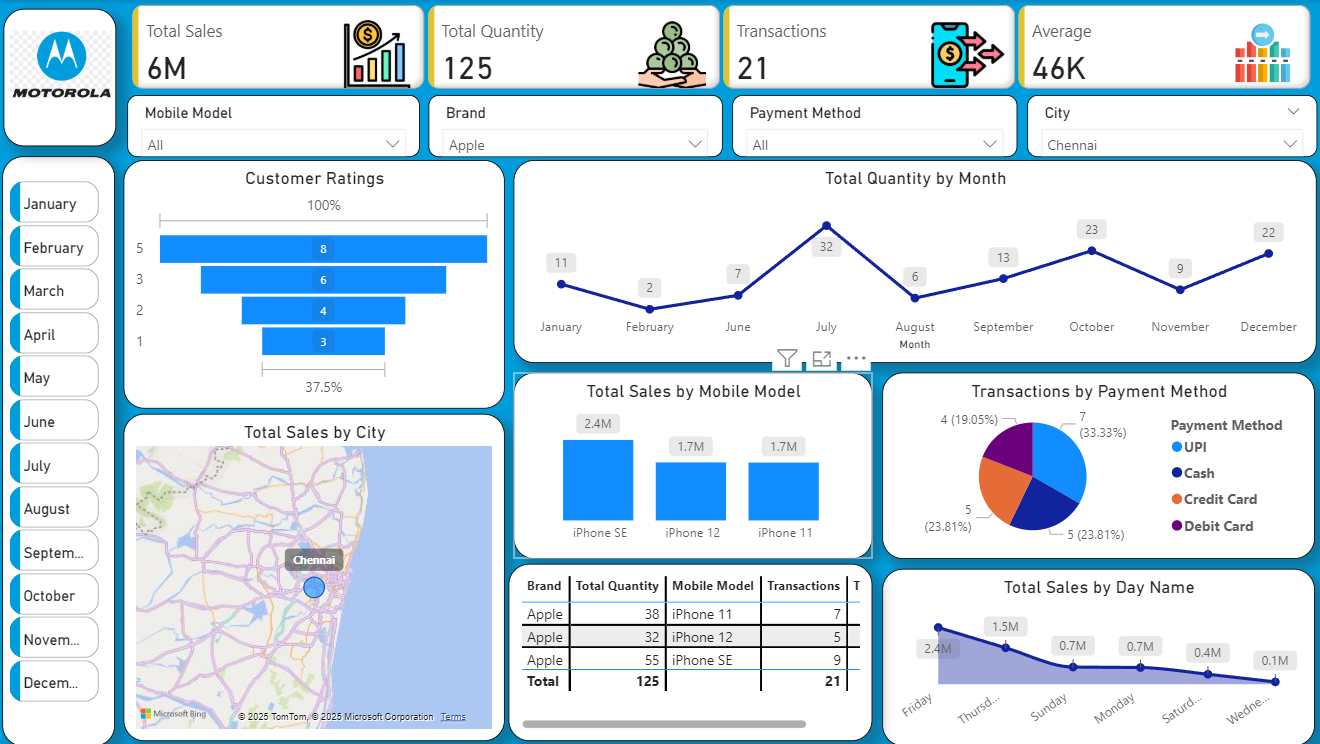 MOTOROLA
Total Sales
6M
Total Quantity
125
Transactions
21
Average
46K
Mobile Model
All
Brand
Apple
Payment Method
All
City
Chennai
January
February
March
April
May
June
July
August
Septem...
October
Novem...
Decem...
Customer Ratings
100%
5 8
3 6
2 4
1 3
37.5%
Total Quantity by Month
11 2 7 32 6 13 23 9 22
January February June July August September October November December
Month
Total Sales by City
Chennai
Microsoft Bing
© 2025 TomTom, © 2025 Microsoft Corporation Terms
Total Sales by Mobile Model
2.4M 1.7M 1.7M
iPhone SE iPhone 12 iPhone 11
Transactions by Payment Method
4 (19.05%)
7
(33.33%)
5
(23.81%)
5 (23.81%)
Payment Method
UPI
Cash
Credit Card
Debit Card
Brand Total Quantity Mobile Model Transactions T
Apple 38 iPhone 11 7
Apple 32 iPhone 12 5
Apple 55 iPhone SE 9
Total 125 21
Total Sales by Day Name
2.4M 1.5M 0.7M 0.7M 0.4M 0.1M
Friday Thursd... Sunday Monday Saturd... Wedne...